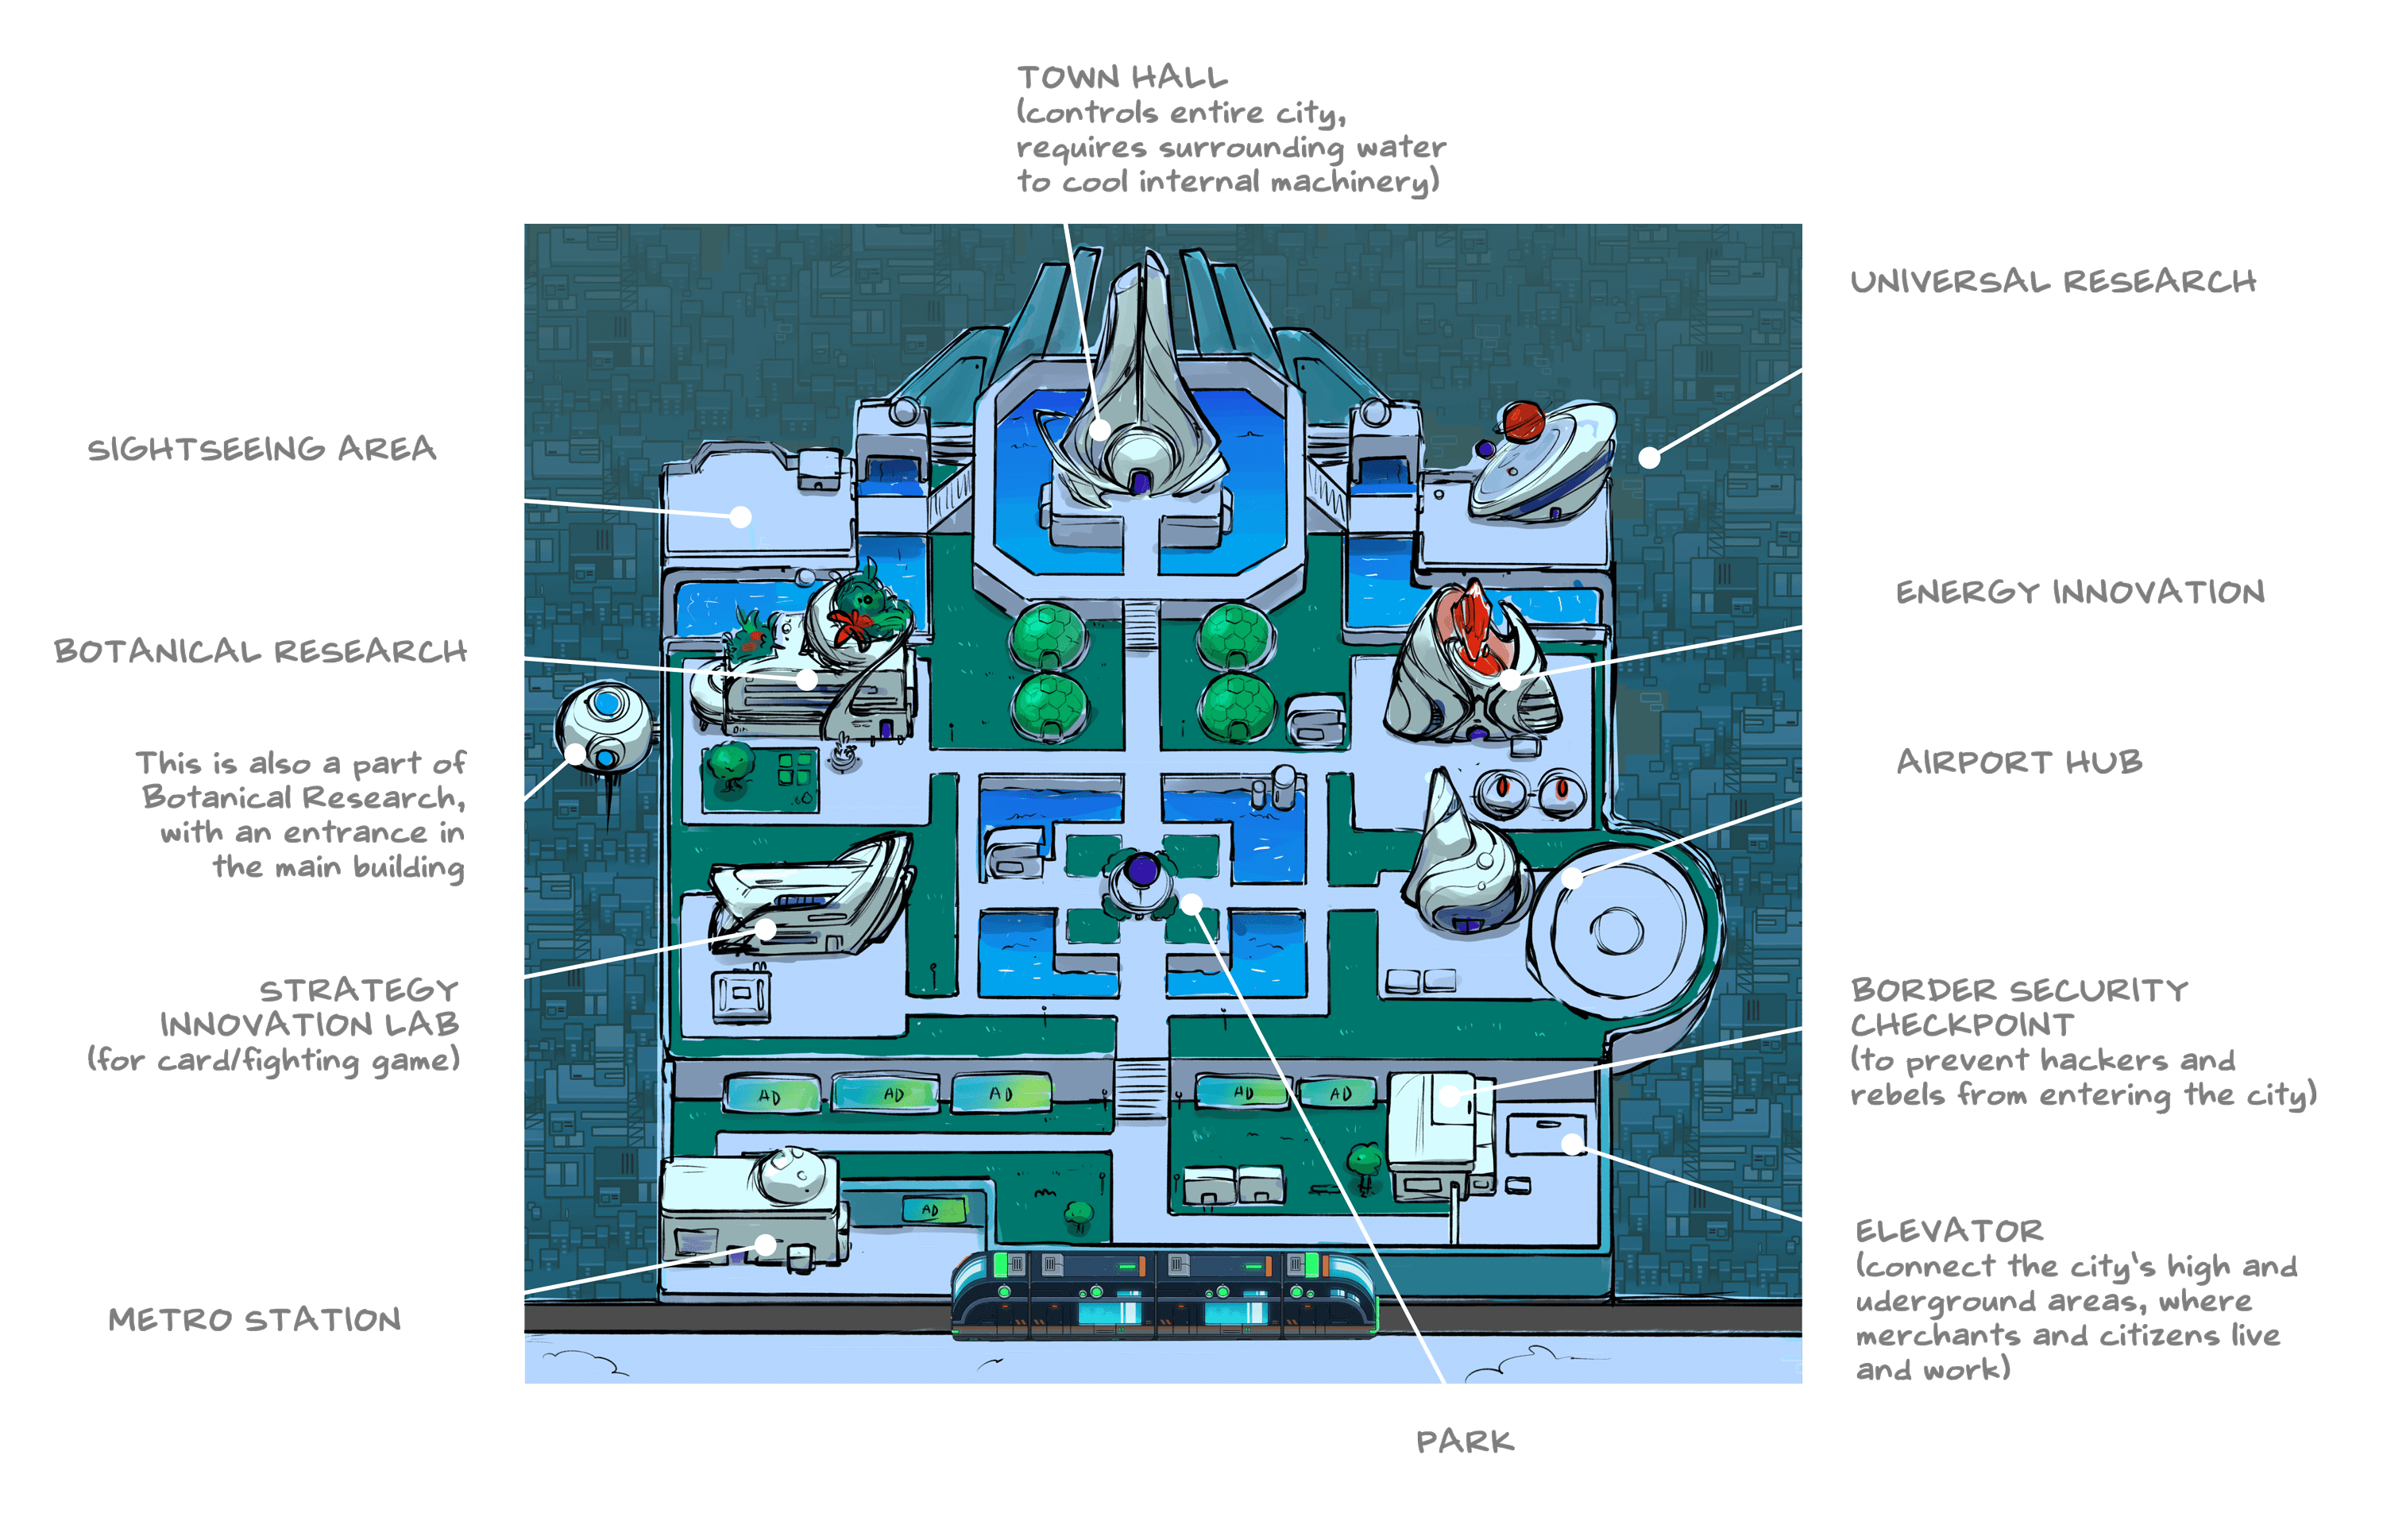 TOWN HALL
(controls entire city,
requires surrounding water
to cool internal machinery)
UNIVERSAL RESEARCH
SIGHTSEEING AREA
ENERGY INNOVATION
BOTANICAL RESEARCH
This is also a part of
Botanical Research,
with an entrance in
the main building
AIRPORT HUB
STRATEGY
INNOVATION LAB
(for card/fighting game)
BORDER SECURITY
CHECKPOINT
(to prevent hackers and
rebels from entering the city)
AD
AD
AD
AD
AD
AD
ELEVATOR
(connect the city's high and
uderground areas, where
merchants and citizens live
and work)
METRO STATION
PARK